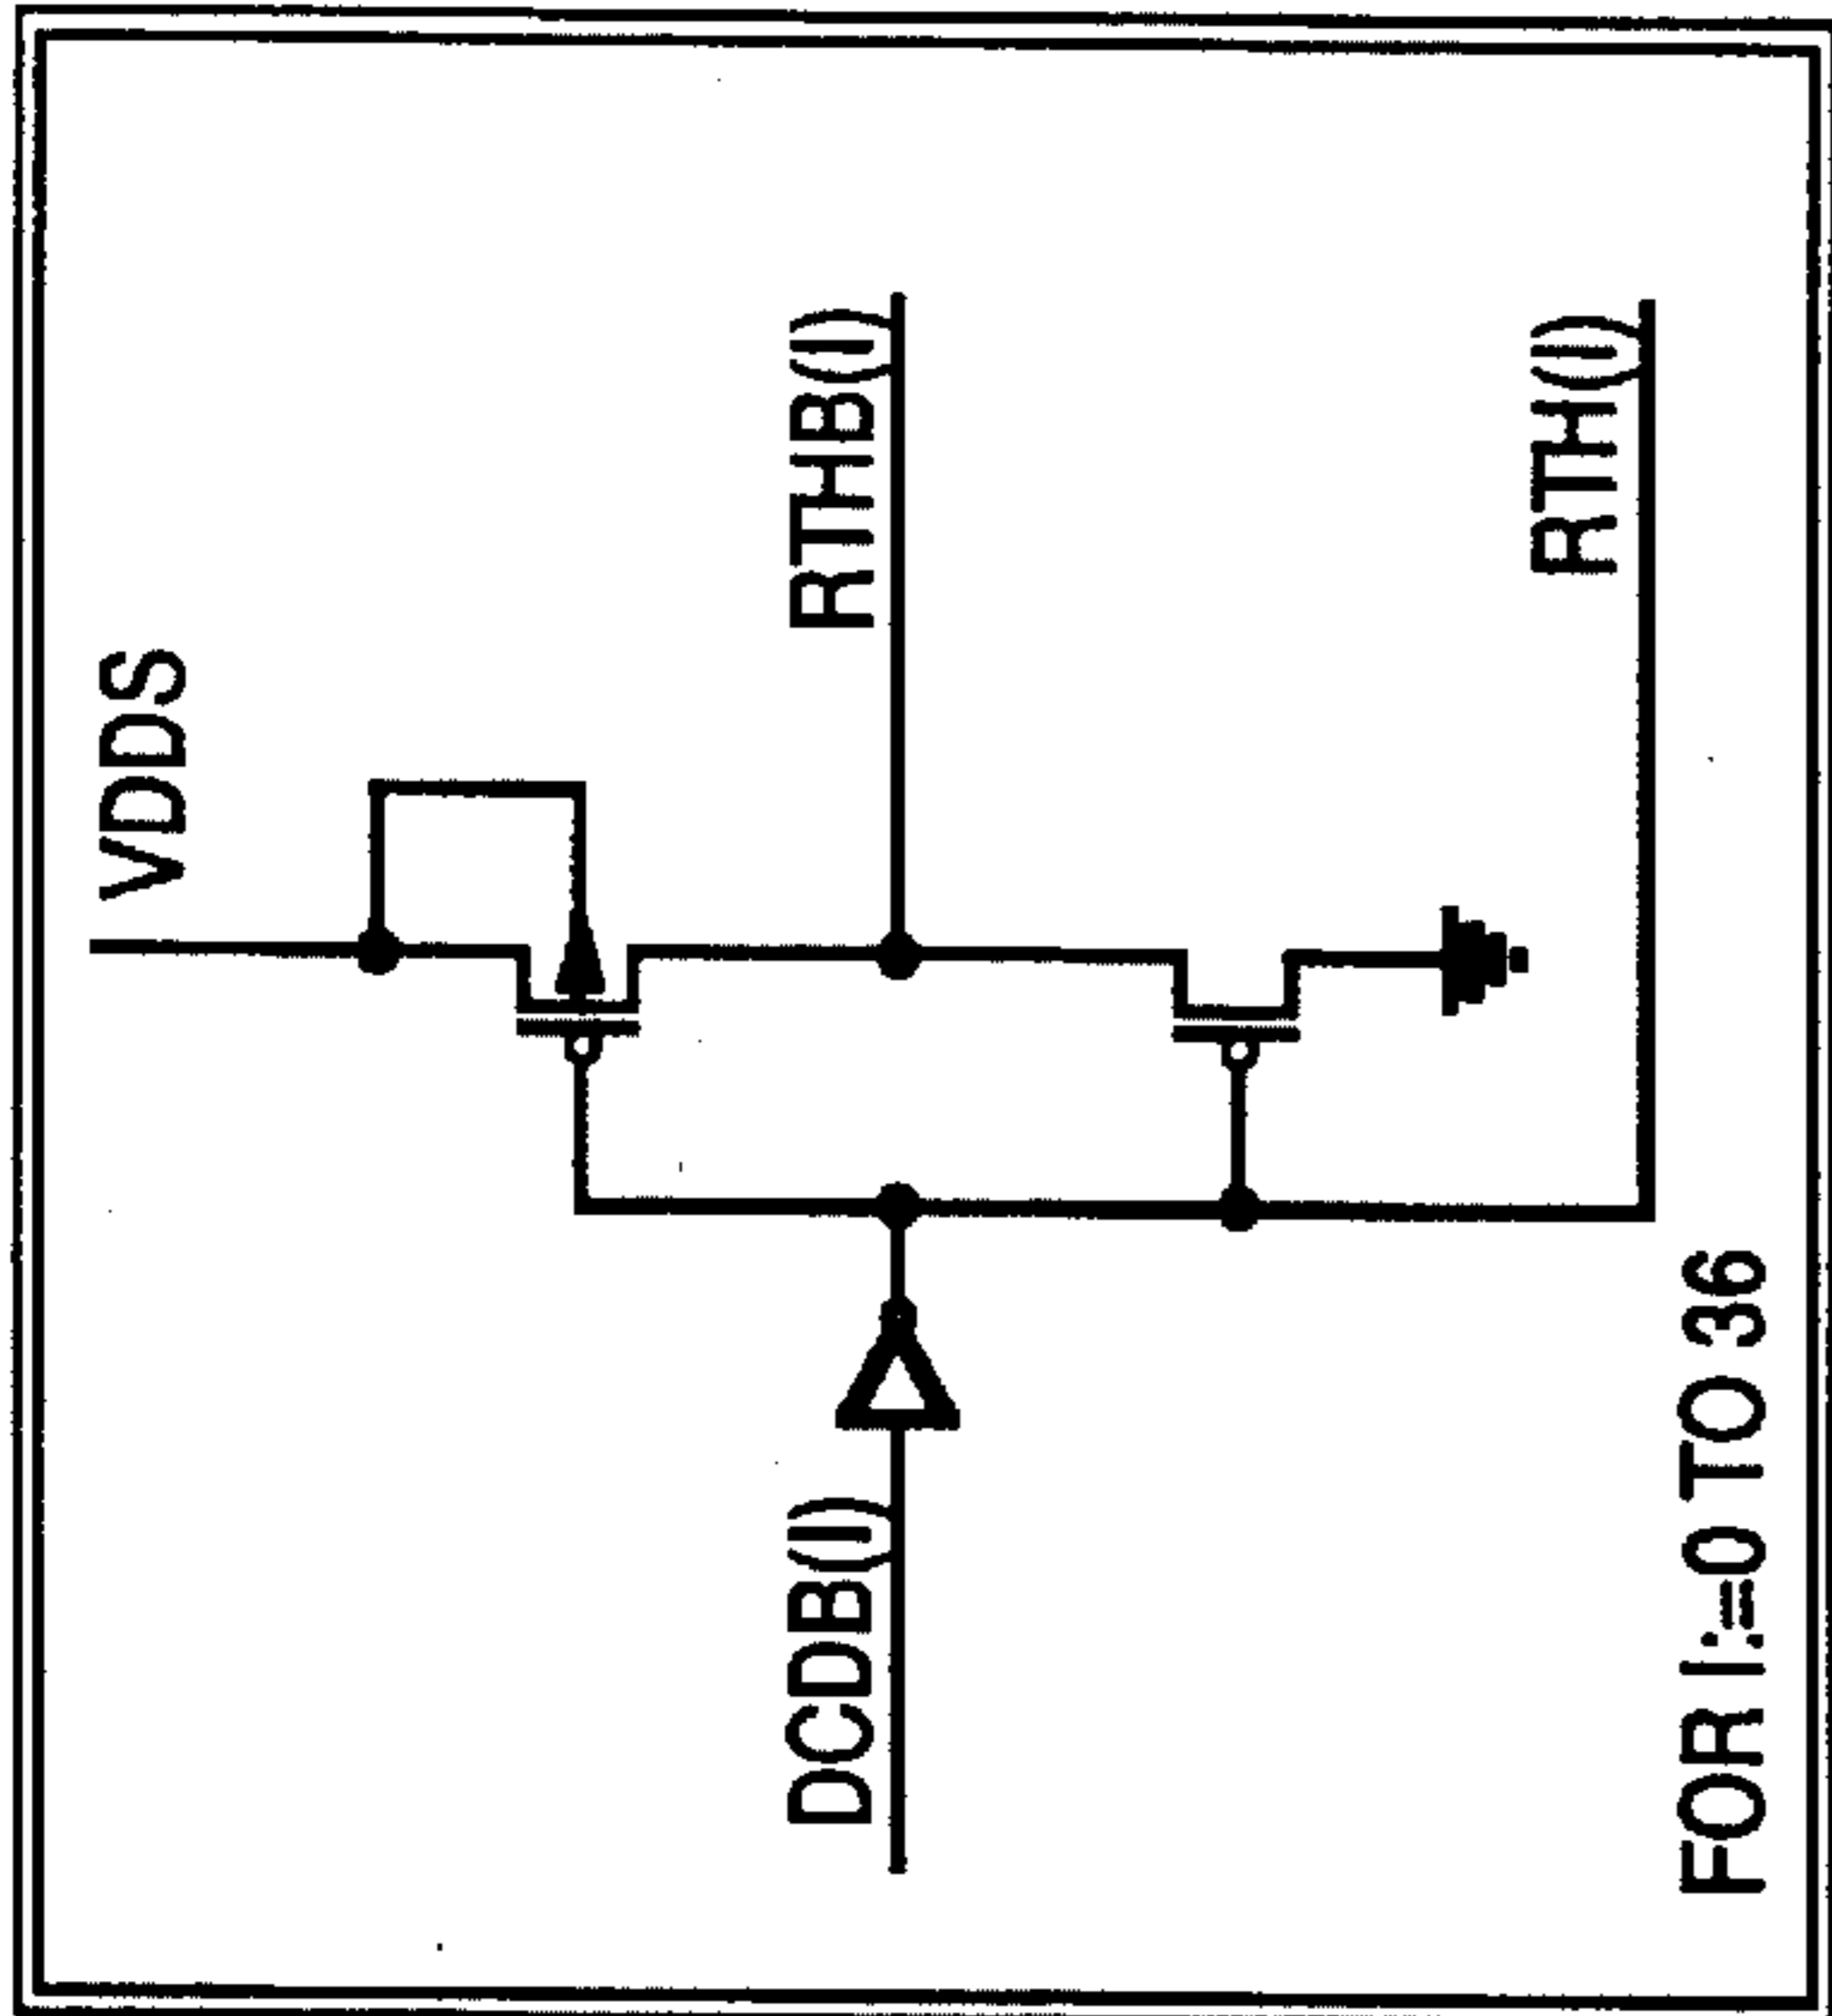 VDDS
RTHB(I)
DCDB(I)
RTH(I)
FOR I:=0 TO 36